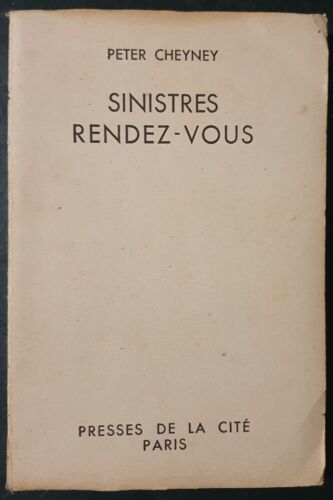 PETER CHEYNEY
SINISTRES
RENDEZ-VOUS
PRESSES DE LA CITÉ
PARIS